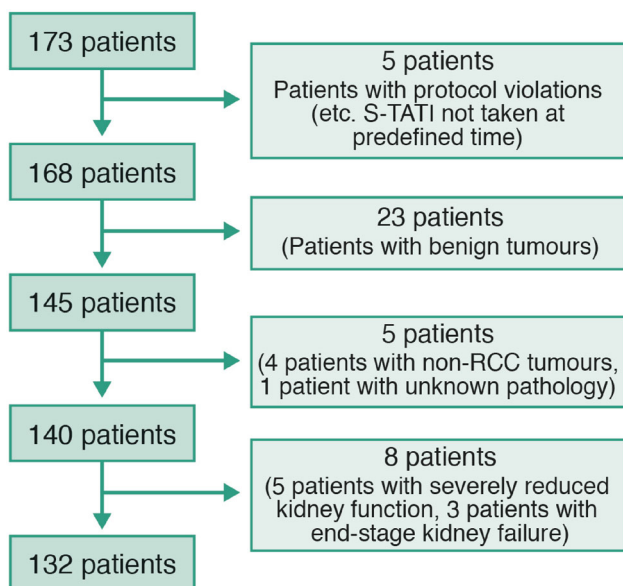 173 patients
5 patients
Patients with protocol violations
(etc. S-TATI not taken at
predefined time)
168 patients
23 patients
(Patients with benign tumours)
145 patients
5 patients
(4 patients with non-RCC tumours,
1 patient with unknown pathology)
140 patients
8 patients
(5 patients with severely reduced
kidney function, 3 patients with
end-stage kidney failure)
132 patients